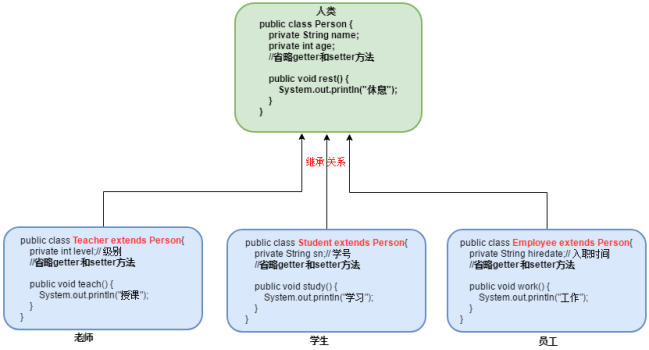 人类
public class Person {
private String name;
private int age;
//省略getter和setter方法
public void rest() {
System.out.println("休息");
}
}
继承关系
public class Teacher extends Person{
private int level;//级别
//省略getter和setter方法
public void teach() {
System.out.println("授课");
}
}
老师
public class Student extends Person{
private String sn;//学号
//省略getter和setter方法
public void study() {
System.out.println("学习");
}
}
学生
public class Employee extends Person{
private String hiredate;//入职时间
//省略getter和setter方法
public void work() {
System.out.println("工作");
}
}
员工